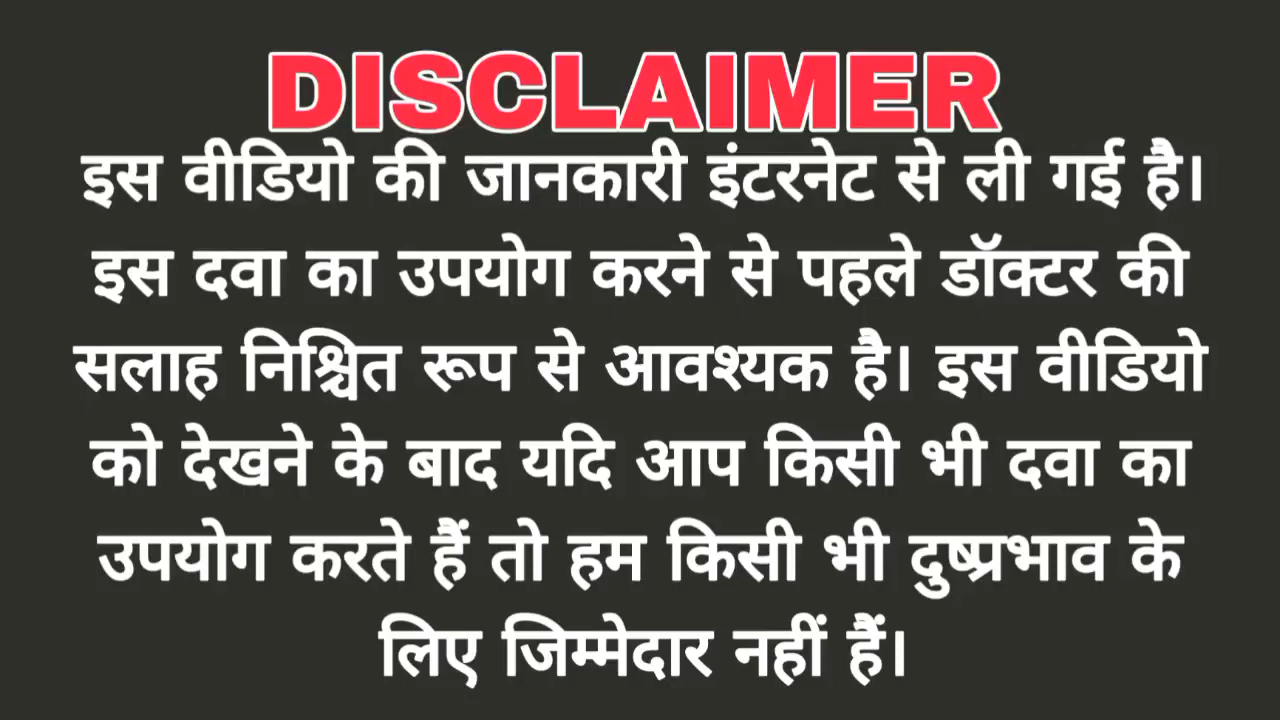 DISCLAIMER
इस वीडियो की जानकारी इंटरनेट से ली गई है।
इस दवा का उपयोग करने से पहले डॉक्टर की
सलाह निश्चित रूप से आवश्यक है। इस वीडियो
को देखने के बाद यदि आप किसी भी दवा का
उपयोग करते हैं तो हम किसी भी दुष्प्रभाव के
लिए जिम्मेदार नहीं हैं।